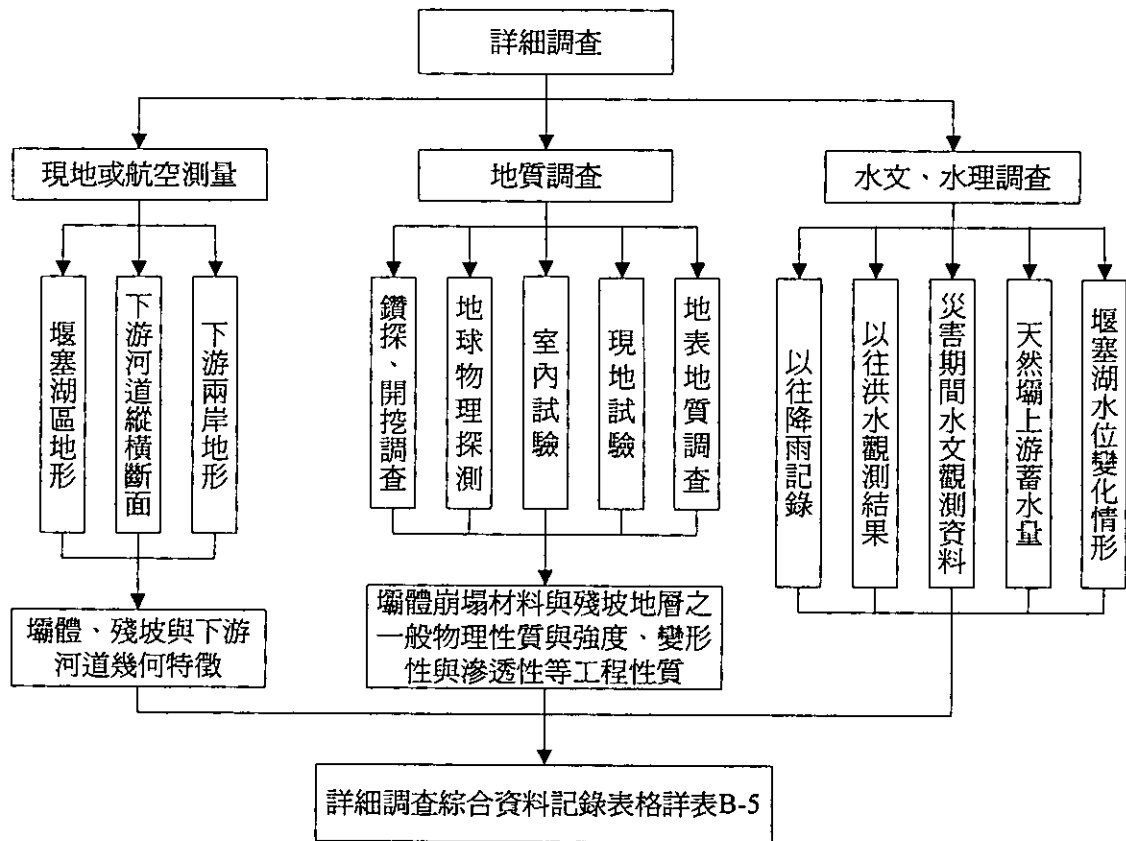 詳細調查
現地或航空測量
地質調查
水文、水理調查
堰塞湖區地形
下游河道縱橫斷面
下游兩岸地形
鑽探、開挖調查
地球物理探測
室內試驗
現地試驗
地表地質調查
以往降雨記錄
以往洪水觀測結果
災害期間水文觀測資料
天然壩上游蓄水量
堰塞湖水位變化情形
壩體、殘坡與下游
河道幾何特徵
壩體崩塌材料與殘坡地層之
一般物理性質與強度、變形
性與滲透性等工程性質
詳細調查綜合資料記錄表格詳表B-5